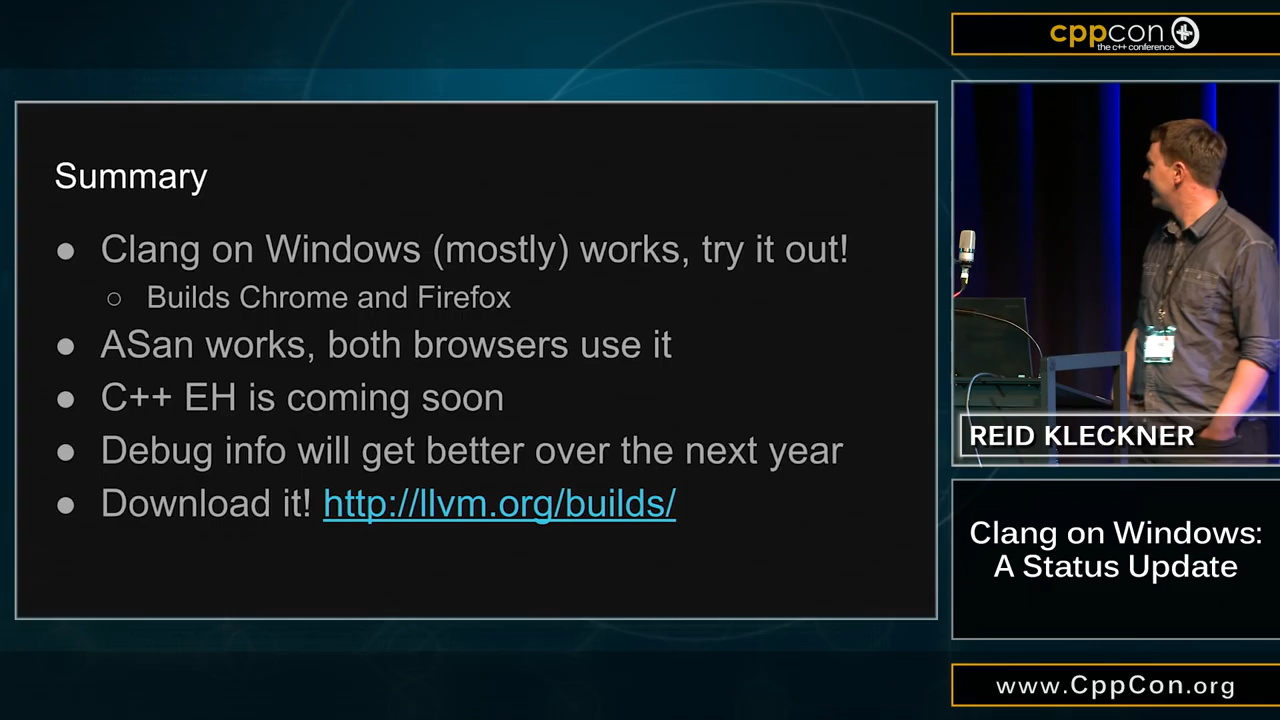 Summary
● Clang on Windows (mostly) works, try it out!
○ Builds Chrome and Firefox
● ASan works, both browsers use it
● C++ EH is coming soon
● Debug info will get better over the next year
● Download it! http://llvm.org/builds/
cppcon
the c++ conference
REID KLECKNER
Clang on Windows:
A Status Update
www.CppCon.org